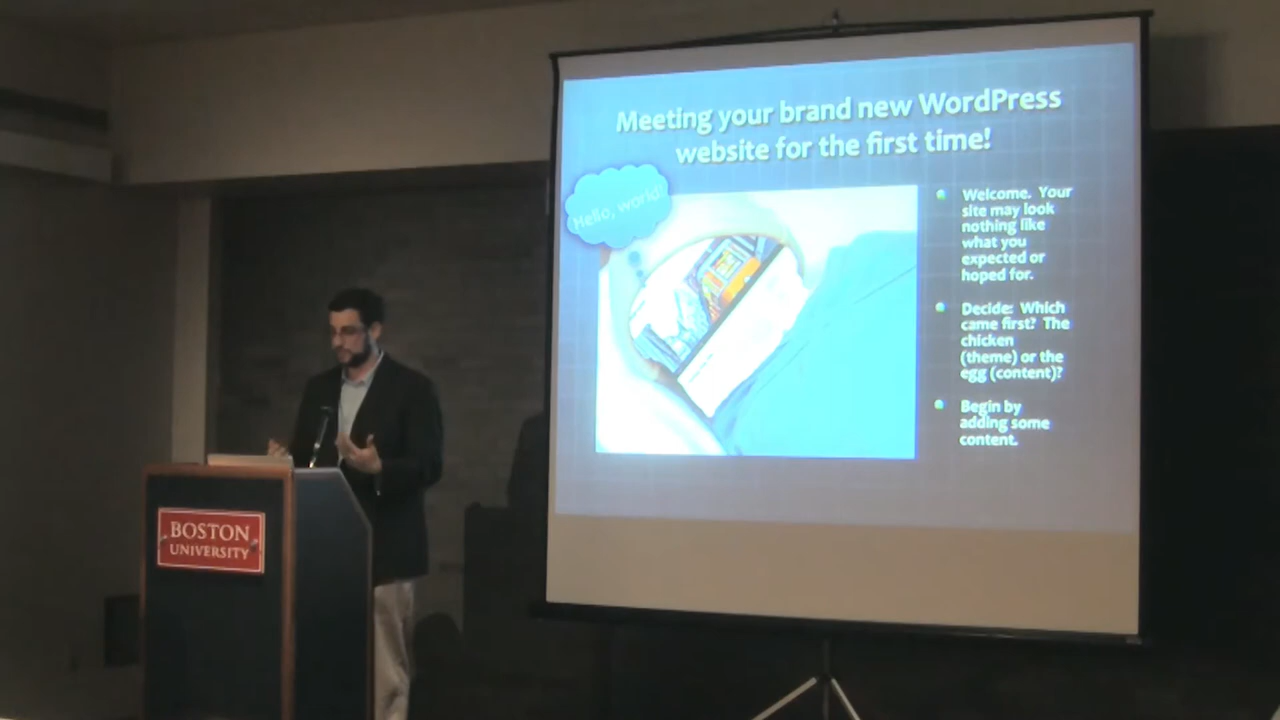 Meeting your brand new WordPress
website for the first time!
Hello, world!
Welcome. Your
site may look
nothing like
what you
expected or
hoped for.
Decide: Which
came first? The
chicken
(theme) or the
egg (content)?
Begin by
adding some
content.
BOSTON
UNIVERSITY